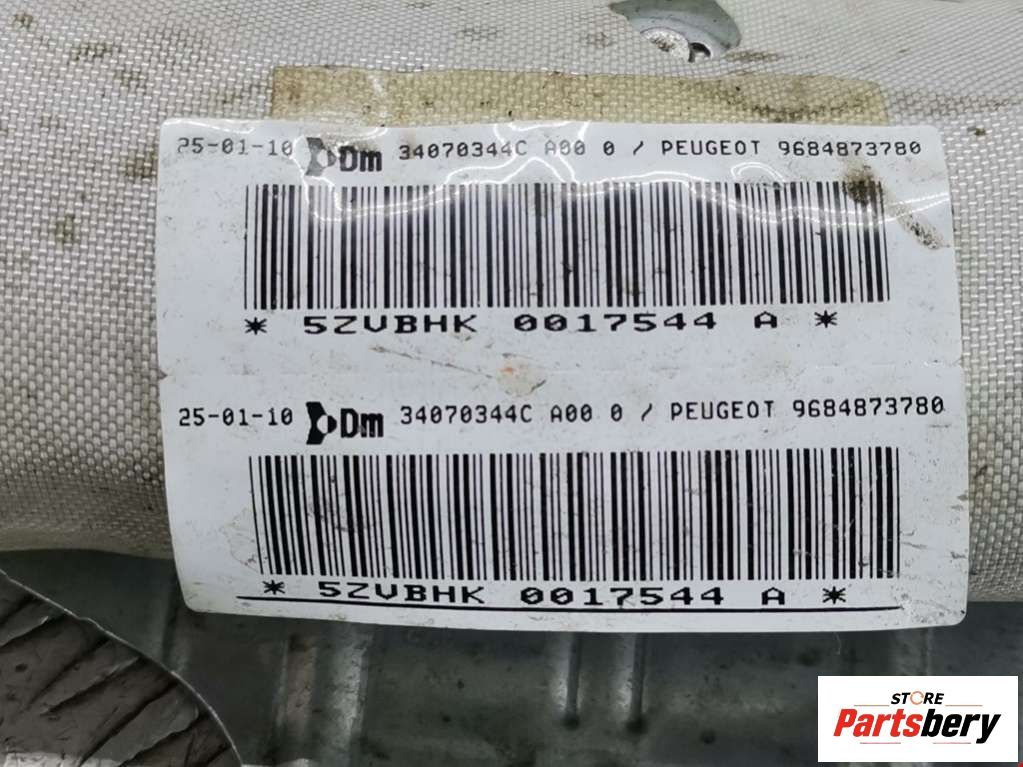 25-01-10 Dm 34070344C A00 0 / PEUGEOT 9684873780
* 5ZVBHK 0017544 A *
25-01-10 Dm 34070344C A00 0 / PEUGEOT 9684873780
* 5ZVBHK 0017544 A *
STORE
Partsbery